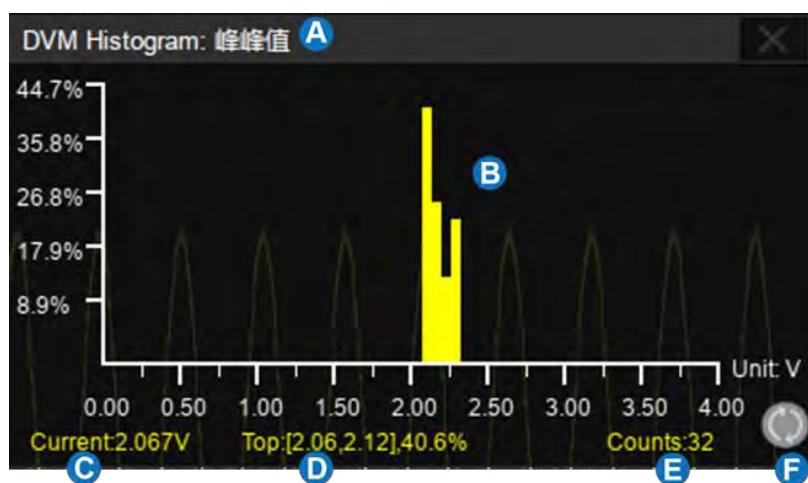 DVM Histogram: 峰峰值 A
44.7%
35.8%
B
26.8%
17.9%
8.9%
Unit: V
0.00 0.50 1.00 1.50 2.00 2.50 3.00 3.50 4.00
Current:2.067V Top:[2.06,2.12],40.6% Counts:32
C D E F